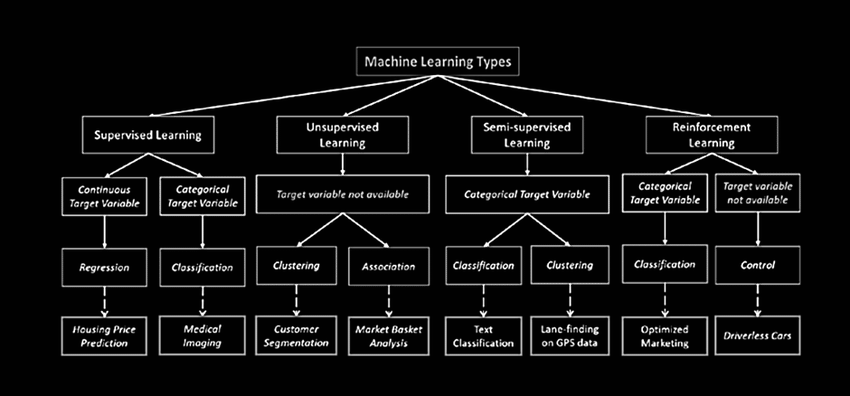 Machine Learning Types
Supervised Learning
Unsupervised
Learning
Semi-supervised
Learning
Reinforcement
Learning
Continuous
Target Variable
Categorical
Target Variable
Target variable not available
Categorical Target Variable
Categorical
Target Variable
Target variable
not available
Regression
Classification
Clustering
Association
Classification
Clustering
Classification
Control
Housing Price
Prediction
Medical
Imaging
Customer
Segmentation
Market Basket
Analysis
Text
Classification
Lane-finding
on GPS data
Optimized
Marketing
Driverless Cars